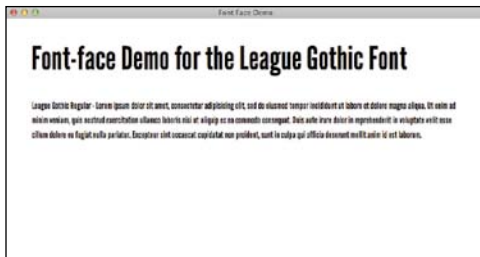 Font Face Demo
Font-face Demo for the League Gothic Font
League Gothic Regular - Lorem ipsum dolor sit amet, consectetur adipisicing elit, sed do eiusmod tempor incididunt ut labore et dolore magna aliqua. Ut enim ad
minim veniam, quis nostrud exercitation ullamco laboris nisi ut aliquip ex ea commodo consequat. Duis aute irure dolor in reprehenderit in voluptate velit esse
cillum dolore eu fugiat nulla pariatur. Excepteur sint occaecat cupidatat non proident, sunt in culpa qui officia deserunt mollit anim id est laborum.